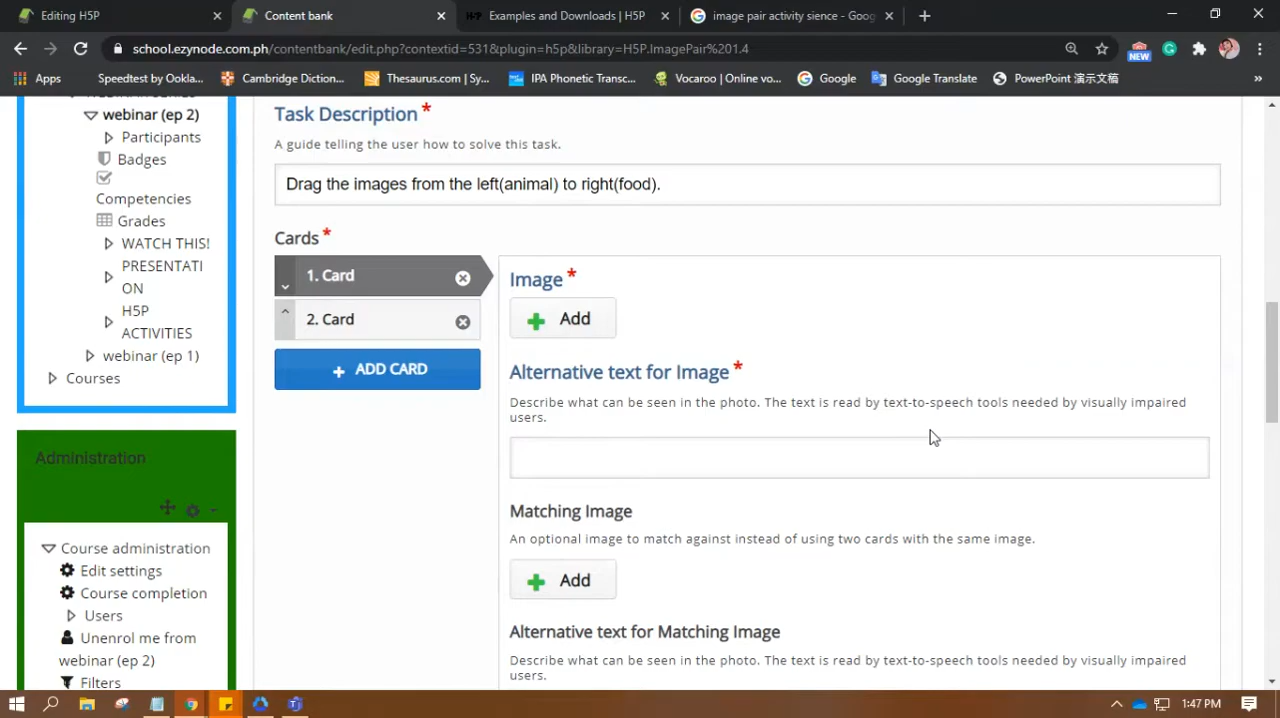 Editing H5P
Content bank
Examples and Downloads | H5P
image pair activity sience - Goog
school.ezynode.com.ph/contentbank/edit.php?contextid=531&plugin=h5p&library=H5P.ImagePair%201.4
NEW
Apps
Speedtest by Ookla...
Cambridge Diction...
Thesaurus.com | Sy...
IPA Phonetic Transc...
Vocaroo | Online vo...
Google
Google Translate
PowerPoint 演示文稿
»
webinar (ep 2)
Participants
Badges
Competencies
Grades
WATCH THIS!
PRESENTATI
ON
H5P
ACTIVITIES
webinar (ep 1)
Courses
Administration
Course administration
Edit settings
Course completion
Users
Unenrol me from
webinar (ep 2)
Filters
Task Description *
A guide telling the user how to solve this task.
Drag the images from the left(animal) to right(food).
Cards *
1. Card
2. Card
+ ADD CARD
Image *
Add
Alternative text for Image *
Describe what can be seen in the photo. The text is read by text-to-speech tools needed by visually impaired
users.
Matching Image
An optional image to match against instead of using two cards with the same image.
Add
Alternative text for Matching Image
Describe what can be seen in the photo. The text is read by text-to-speech tools needed by visually impaired
users.
1:47 PM